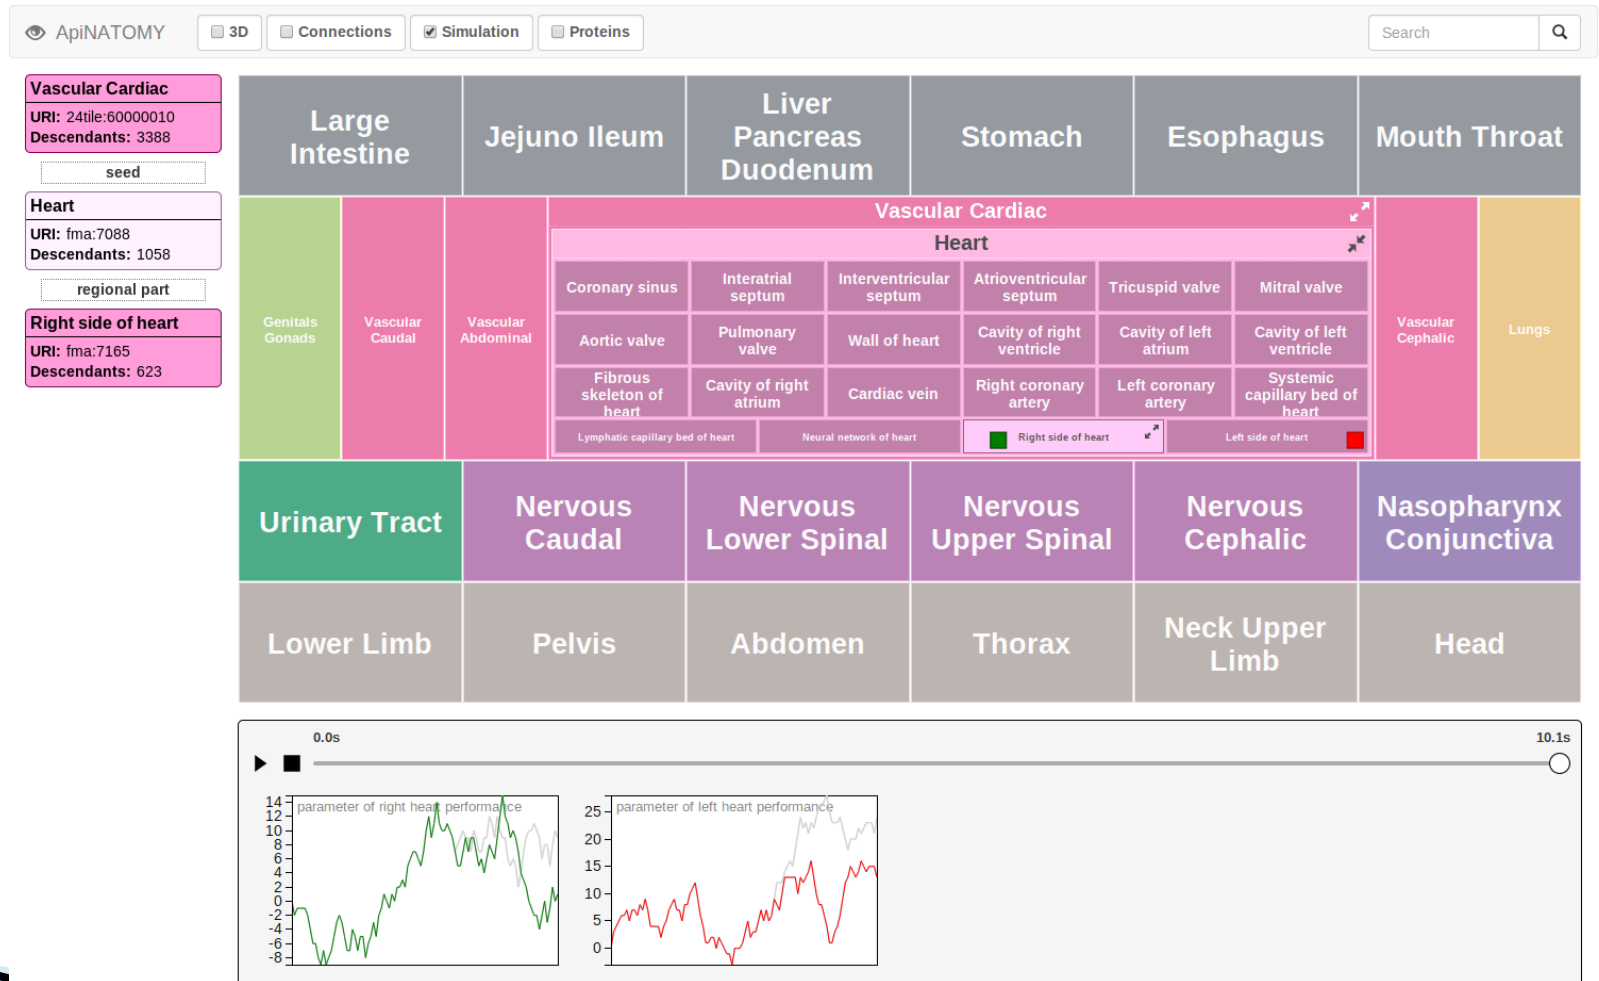 ApiNATOMY
3D
Connections
Simulation
Proteins
Search
Vascular Cardiac
URI: 24tile:60000010
Descendants: 3388
seed
Heart
URI: fma:7088
Descendants: 1058
regional part
Right side of heart
URI: fma:7165
Descendants: 623
Large
Intestine
Jejuno Ileum
Liver
Pancreas
Duodenum
Stomach
Esophagus
Mouth Throat
Genitals
Gonads
Vascular
Caudal
Vascular
Abdominal
Vascular Cardiac
Heart
Coronary sinus
Interatrial
septum
Interventricular
septum
Atrioventricular
septum
Tricuspid valve
Mitral valve
Aortic valve
Pulmonary
valve
Wall of heart
Cavity of right
ventricle
Cavity of left
atrium
Cavity of left
ventricle
Fibrous
skeleton of
heart
Cavity of right
atrium
Cardiac vein
Right coronary
artery
Left coronary
artery
Systemic
capillary bed of
heart
Lymphatic capillary bed of heart
Neural network of heart
Right side of heart
Left side of heart
Vascular
Cephalic
Lungs
Urinary Tract
Nervous
Caudal
Nervous
Lower Spinal
Nervous
Upper Spinal
Nervous
Cephalic
Nasopharynx
Conjunctiva
Lower Limb
Pelvis
Abdomen
Thorax
Neck Upper
Limb
Head
0.0s
10.1s
parameter of right heart performance
14
12
10
8
6
4
2
0
-2
-4
-6
-8
parameter of left heart performance
25
20
15
10
5
0